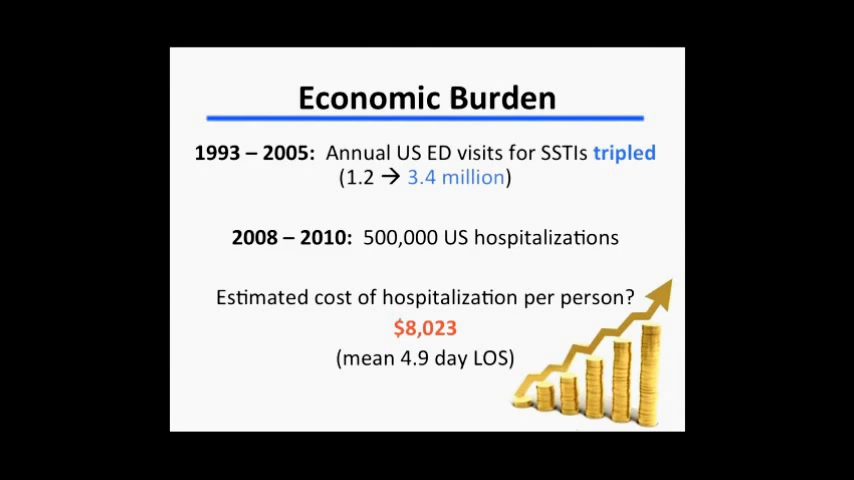 Economic Burden
1993 – 2005: Annual US ED visits for SSTIs tripled
(1.2 → 3.4 million)
2008 – 2010: 500,000 US hospitalizations
Estimated cost of hospitalization per person?
$8,023
(mean 4.9 day LOS)